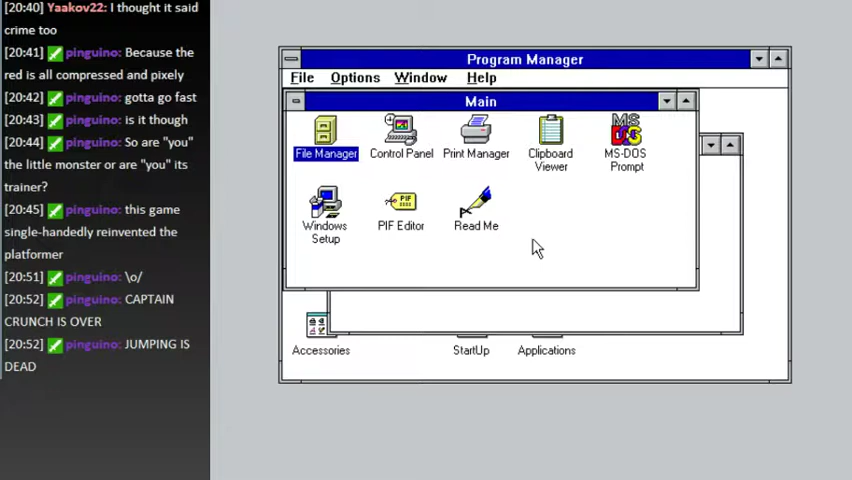 [20:40] Yaakov22: I thought it said
crime too
[20:41] pinguino: Because the
red is all compressed and pixely
[20:42] pinguino: gotta go fast
[20:43] pinguino: is it though
[20:44] pinguino: So are "you"
the little monster or are "you" its
trainer?
[20:45] pinguino: this game
single-handedly reinvented the
platformer
[20:51] pinguino: \o/
[20:52] pinguino: CAPTAIN
CRUNCH IS OVER
[20:52] pinguino: JUMPING IS
DEAD
Program Manager
File Options Window Help
Main
File Manager
Control Panel
Print Manager
Clipboard
Viewer
MS-DOS
Prompt
MS
DOS
Windows
Setup
PIF
PIF Editor
Read Me
Accessories
StartUp
Applications